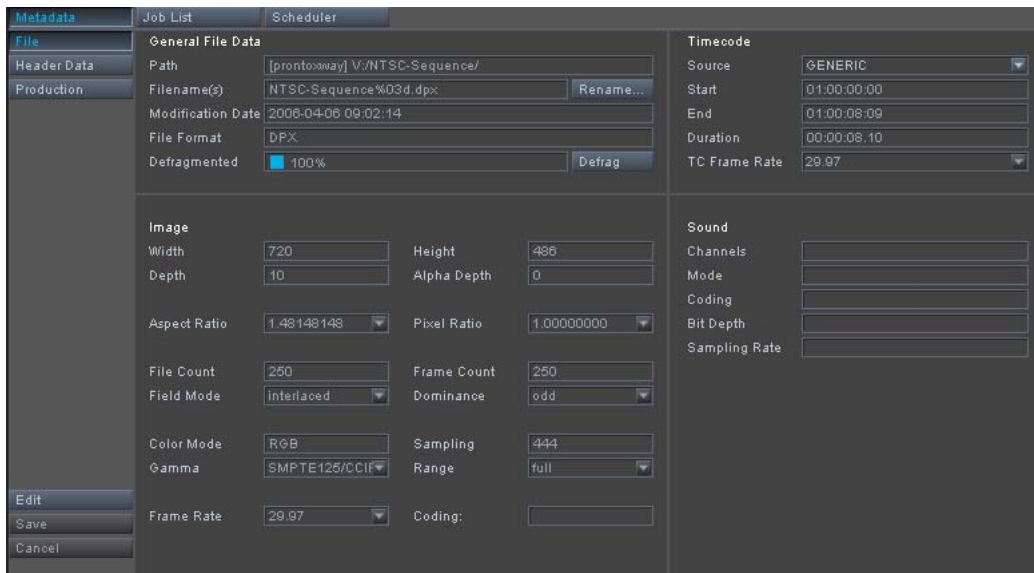 Metadata
Job List
Scheduler
File
Header Data
Production
General File Data
Path [prontoxway] V:/NTSC-Sequence/
Filename(s) NTSC-Sequence%03d.dpx Rename...
Modification Date 2006-04-06 09:02:14
File Format DPX
Defragmented 100% Defrag
Timecode
Source GENERIC
Start 01:00:00:00
End 01:00:08:09
Duration 00:00:08.10
TC Frame Rate 29.97
Image
Width 720 Height 486
Depth 10 Alpha Depth 0
Aspect Ratio 1.48148148 Pixel Ratio 1.00000000
File Count 250 Frame Count 250
Field Mode interlaced Dominance odd
Color Mode RGB Sampling 444
Gamma SMPTE125/CCIF Range full
Frame Rate 29.97 Coding:
Sound
Channels
Mode
Coding
Bit Depth
Sampling Rate
Edit
Save
Cancel